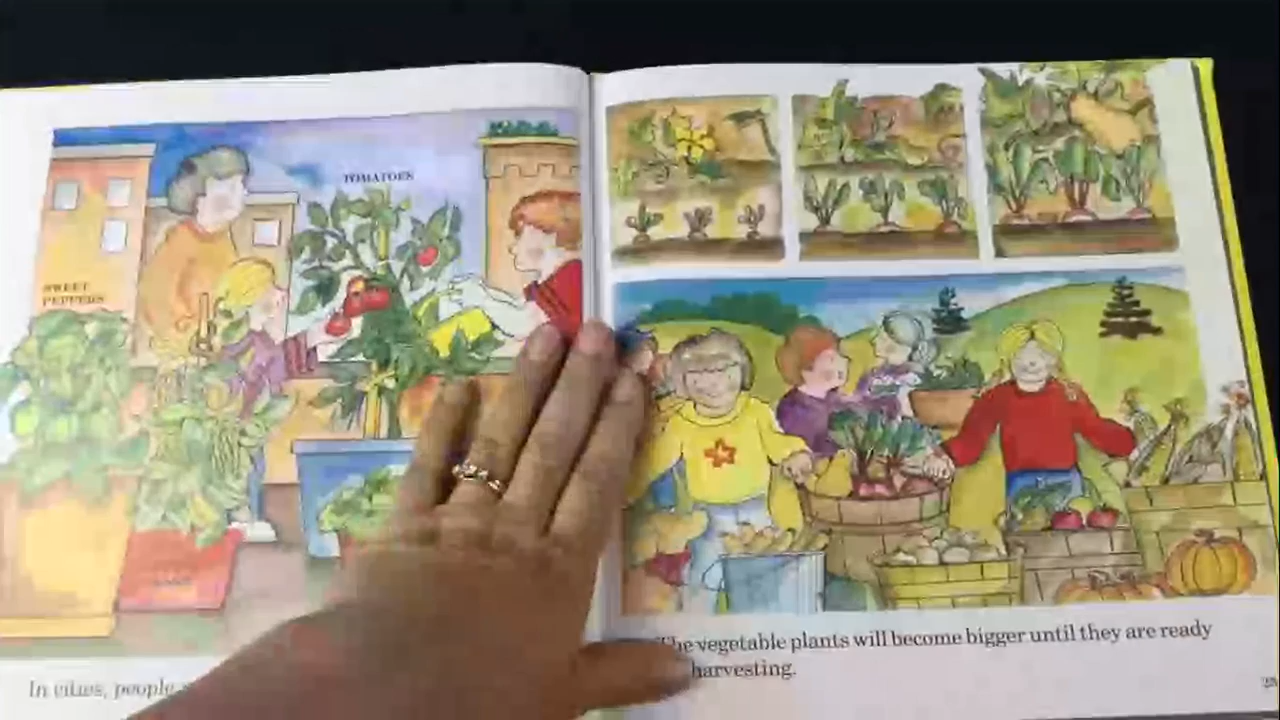 TOMATOES
SWEET
PEPPERS
In cities, people
The vegetable plants will become bigger until they are ready
harvesting.